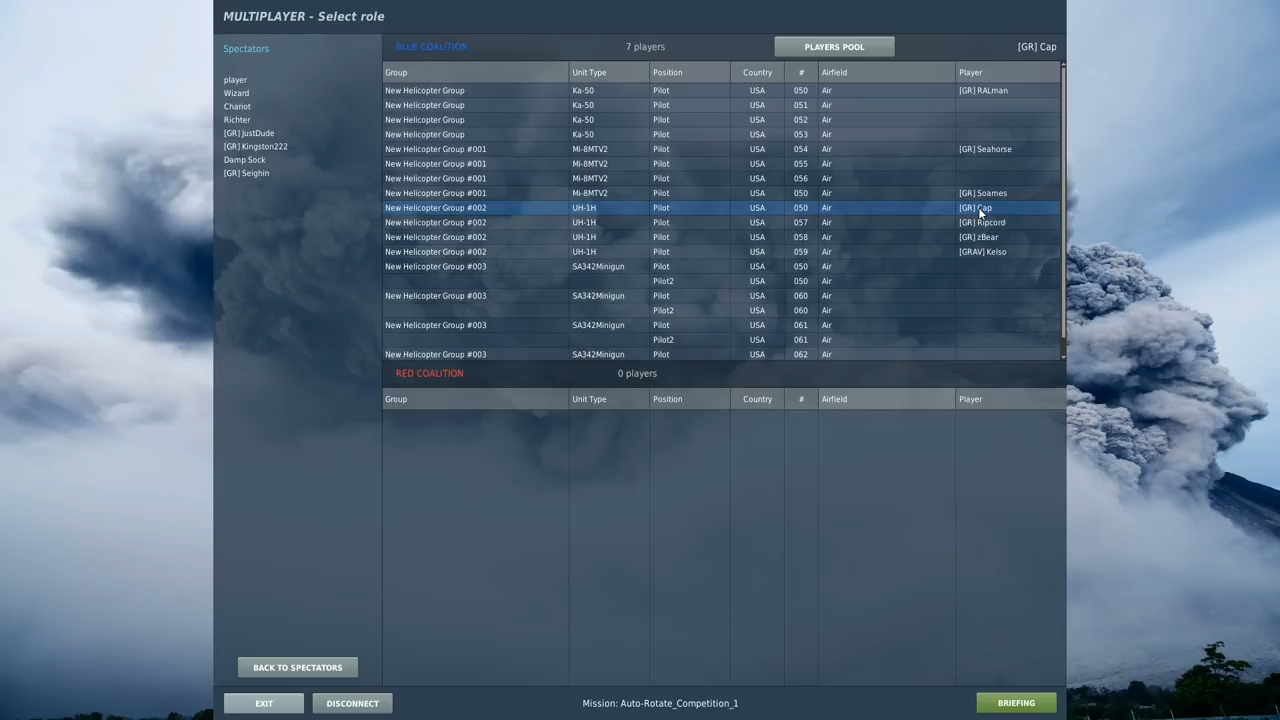 MULTIPLAYER - Select role
Spectators
player
Wizard
Chariot
Richter
[GR] JustDude
[GR] Kingston222
Damp Sock
[GR] Seighin
BLUE COALITION 7 players PLAYERS POOL [GR] Cap
Group Unit Type Position Country # Airfield Player
New Helicopter Group Ka-50 Pilot USA 050 Air [GR] RALman
New Helicopter Group Ka-50 Pilot USA 051 Air
New Helicopter Group Ka-50 Pilot USA 052 Air
New Helicopter Group Ka-50 Pilot USA 053 Air
New Helicopter Group #001 Mi-8MTV2 Pilot USA 054 Air [GR] Seahorse
New Helicopter Group #001 Mi-8MTV2 Pilot USA 055 Air
New Helicopter Group #001 Mi-8MTV2 Pilot USA 056 Air
New Helicopter Group #001 Mi-8MTV2 Pilot USA 050 Air [GR] Soames
New Helicopter Group #002 UH-1H Pilot USA 050 Air [GR] Cap
New Helicopter Group #002 UH-1H Pilot USA 057 Air [GR] Ripcord
New Helicopter Group #002 UH-1H Pilot USA 058 Air [GR] zBear
New Helicopter Group #002 UH-1H Pilot USA 059 Air [GRAV] Kelso
New Helicopter Group #003 SA342Minigun Pilot USA 050 Air
Pilot2 USA 050 Air
New Helicopter Group #003 SA342Minigun Pilot USA 060 Air
Pilot2 USA 060 Air
New Helicopter Group #003 SA342Minigun Pilot USA 061 Air
Pilot2 USA 061 Air
New Helicopter Group #003 SA342Minigun Pilot USA 062 Air
RED COALITION 0 players
Group Unit Type Position Country # Airfield Player
BACK TO SPECTATORS
EXIT DISCONNECT Mission: Auto-Rotate_Competition_1 BRIEFING